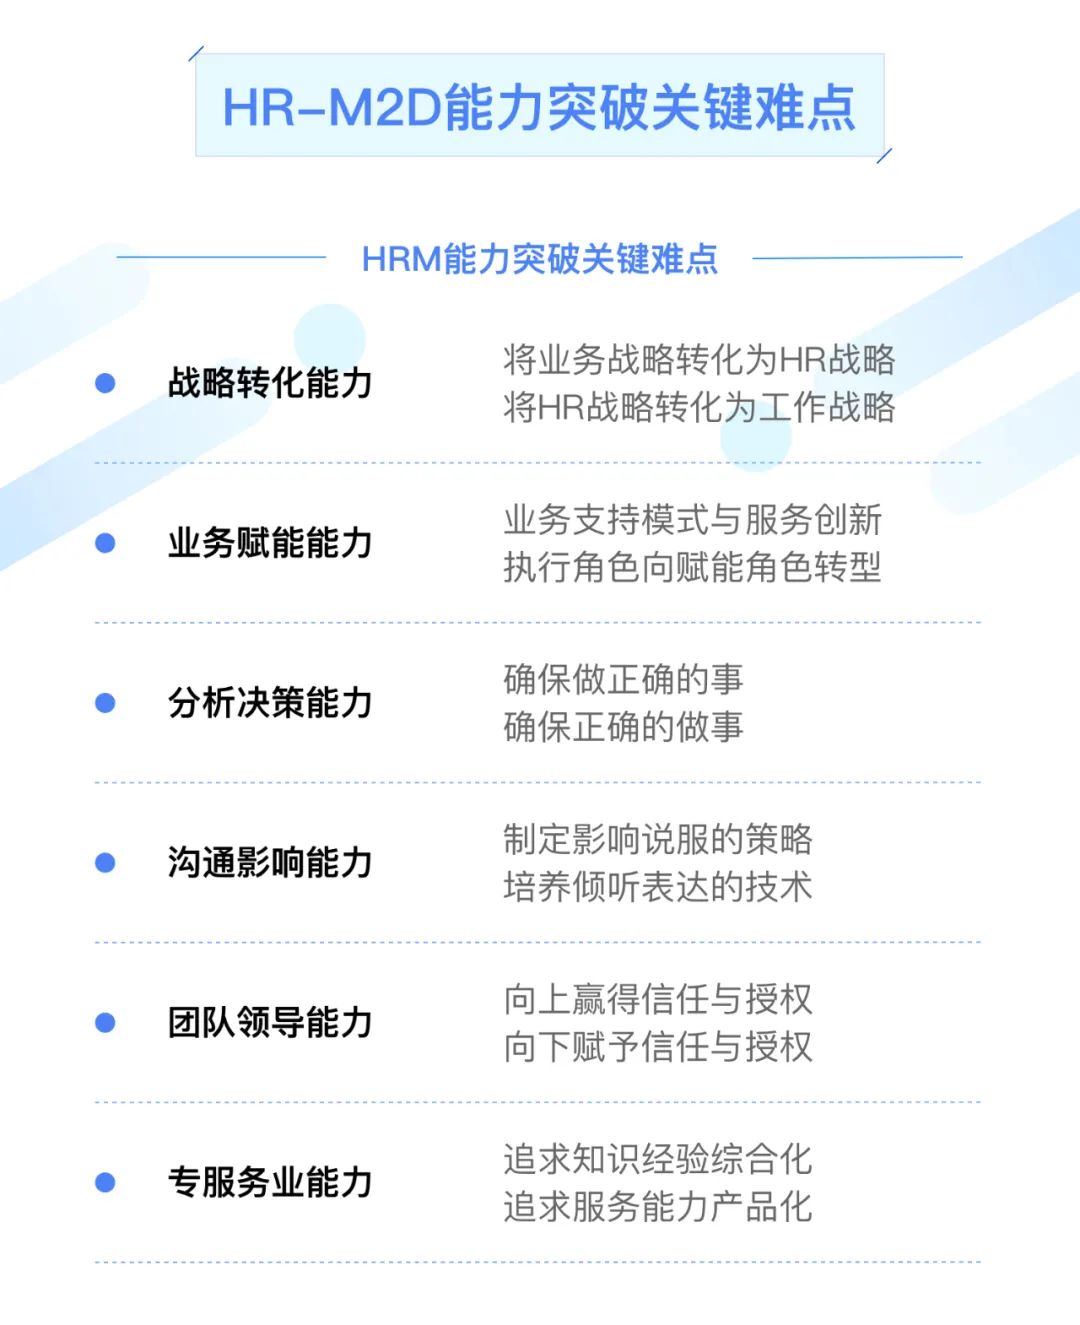 HR-M2D能力突破关键难点
HRM能力突破关键难点
战略转化能力
将业务战略转化为HR战略
将HR战略转化为工作战略
业务赋能能力
业务支持模式与服务创新
执行角色向赋能角色转型
分析决策能力
确保做正确的事
确保正确的做事
沟通影响能力
制定影响说服的策略
培养倾听表达的技术
团队领导能力
向上赢得信任与授权
向下赋予信任与授权
专服务业能力
追求知识经验综合化
追求服务能力产品化